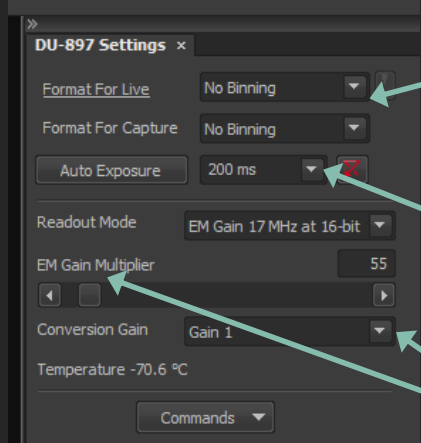 »
DU-897 Settings ×
Format For Live No Binning
Format For Capture No Binning
Auto Exposure 200 ms
Readout Mode EM Gain 17 MHz at 16-bit
EM Gain Multiplier 55
Conversion Gain Gain 1
Temperature -70.6 °C
Commands